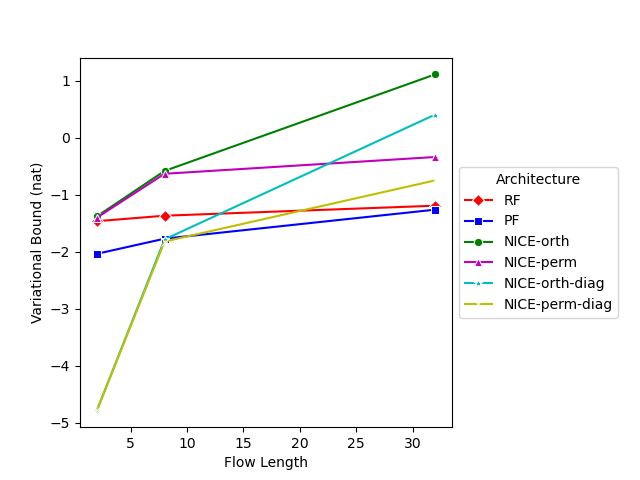 1
0
−1
−2
−3
−4
−5
Variational Bound (nat)
5
10
15
20
25
30
Flow Length
Architecture
RF
PF
NICE-orth
NICE-perm
NICE-orth-diag
NICE-perm-diag